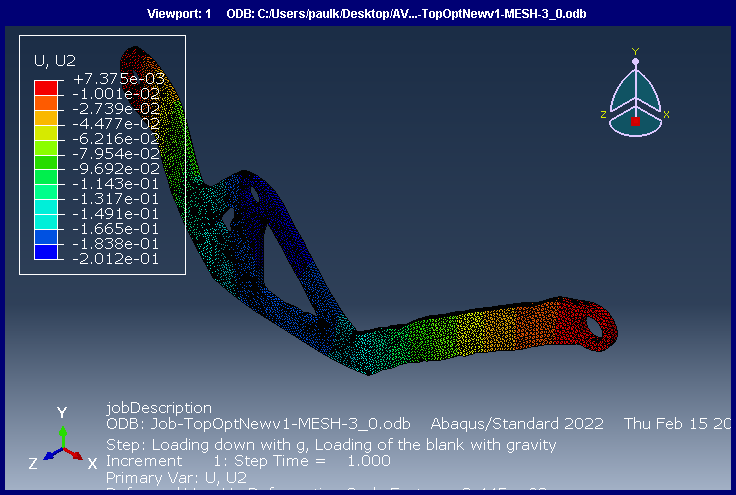 Viewport: 1 ODB: C:/Users/paulk/Desktop/AV...-TopOptNewv1-MESH-3_0.odb
U, U2
+7.375e-03
-1.001e-02
-2.739e-02
-4.477e-02
-6.216e-02
-7.954e-02
-9.692e-02
-1.143e-01
-1.317e-01
-1.491e-01
-1.665e-01
-1.838e-01
-2.012e-01
Y
Z X
Y
Z X
jobDescription
ODB: Job-TopOptNewv1-MESH-3_0.odb Abaqus/Standard 2022 Thu Feb 15 20
Step: Loading down with g, Loading of the blank with gravity
Increment 1: Step Time = 1.000
Primary Var: U, U2